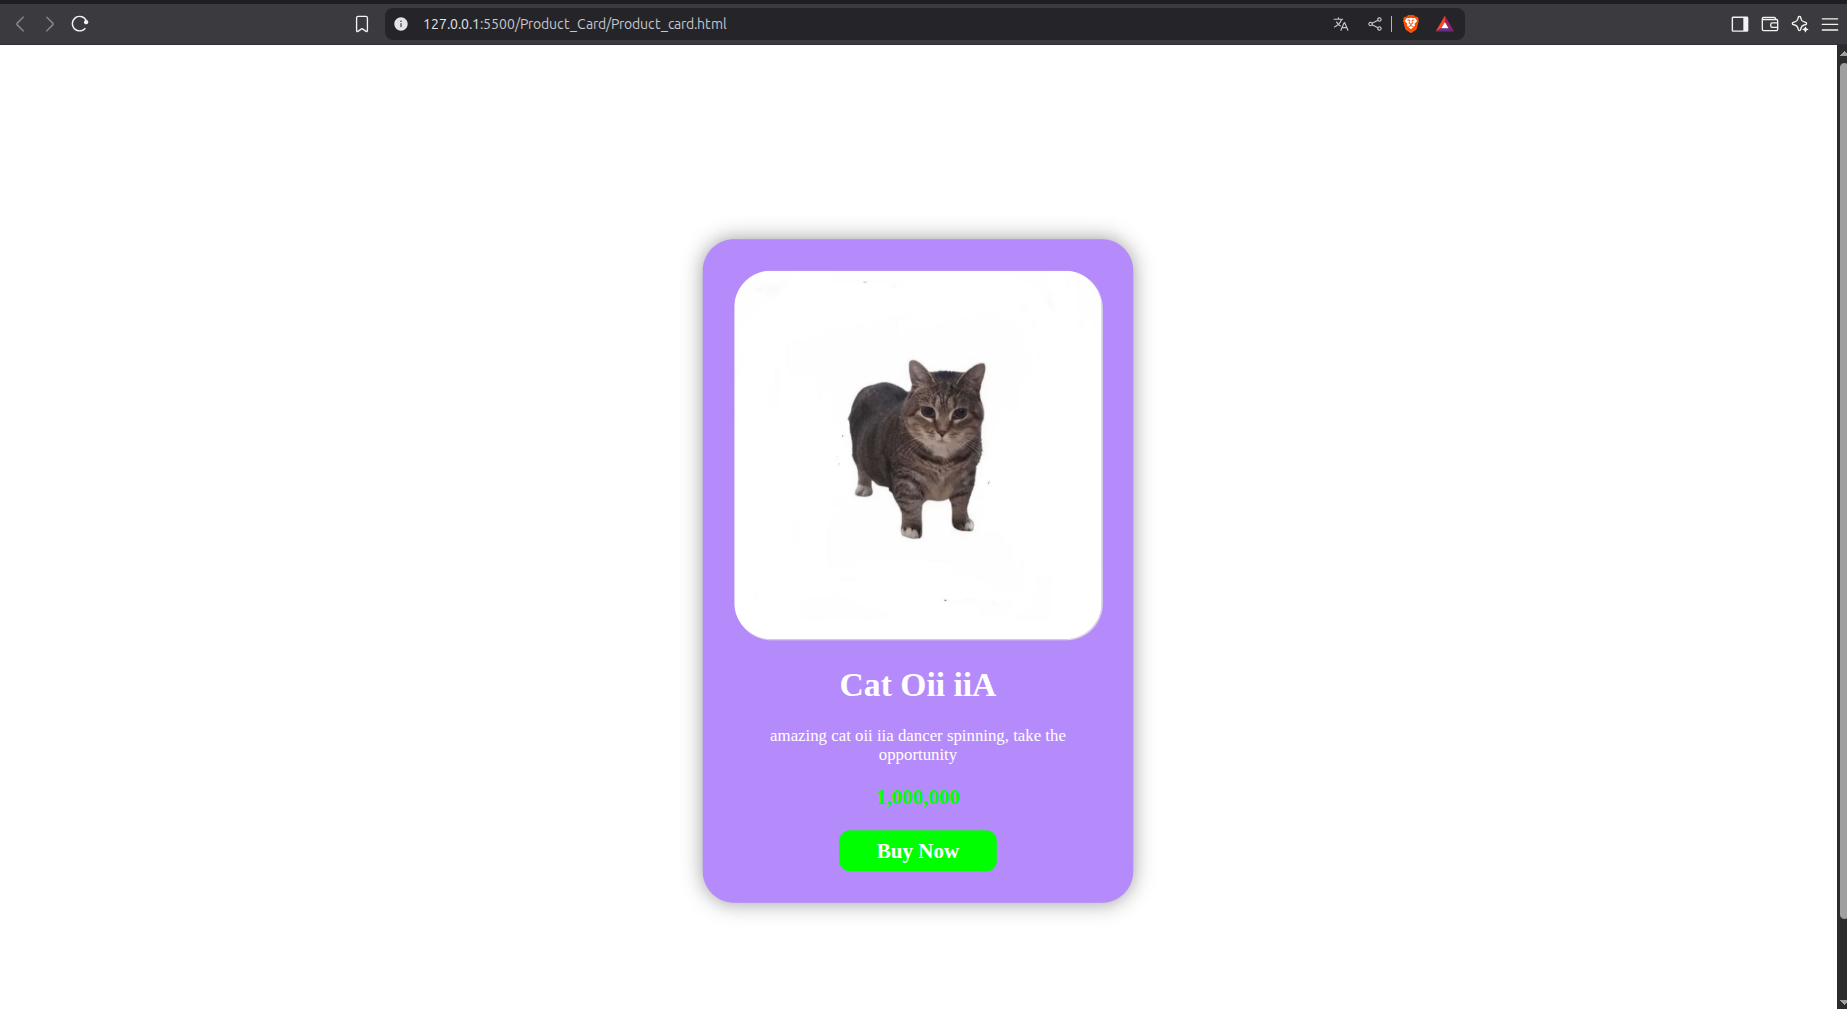 127.0.0.1:5500/Product_Card/Product_card.html
Cat Oii iiA
amazing cat oii iia dancer spinning, take the
opportunity
1,000,000
Buy Now